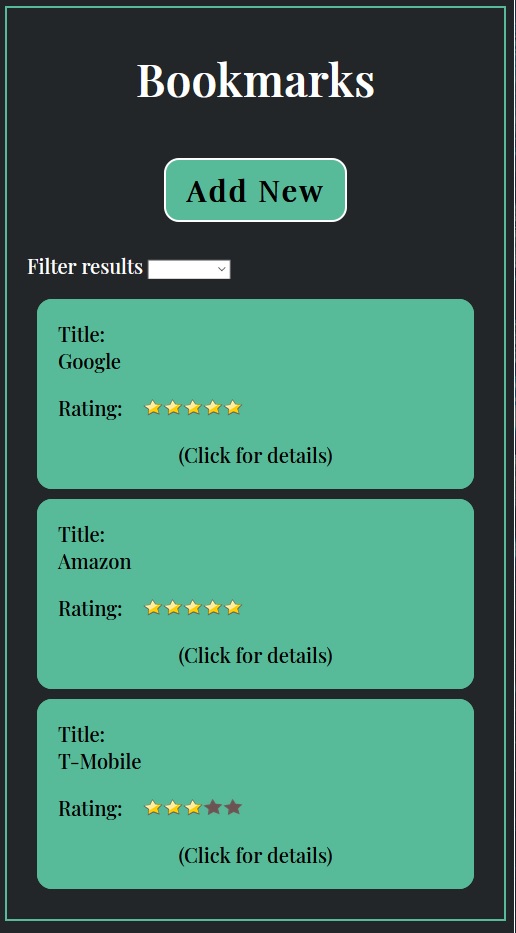 Bookmarks
Add New
Filter results
Title:
Google
Rating:
(Click for details)
Title:
Amazon
Rating:
(Click for details)
Title:
T-Mobile
Rating:
(Click for details)